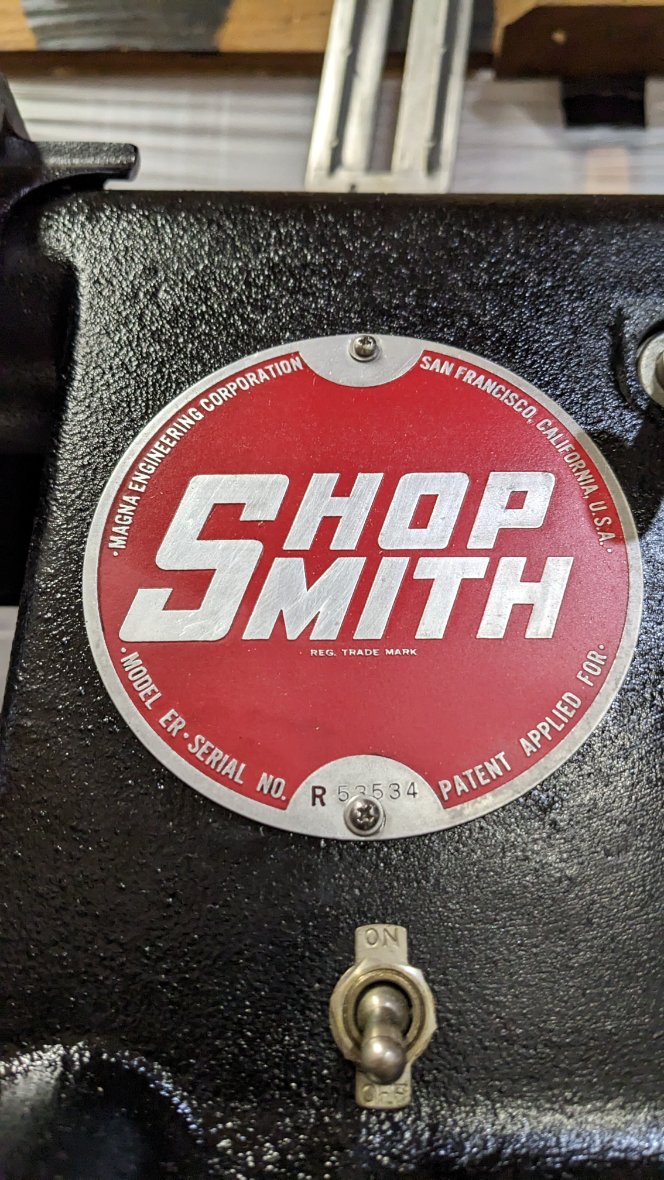 ·MAGNA ENGINEERING CORPORATION
SAN FRANCISCO, CALIFORNIA, U.S.A.·
SHOP
SMITH
REG. TRADE MARK
·MODEL ER·SERIAL NO.
PATENT APPLIED FOR·
ON
OFF